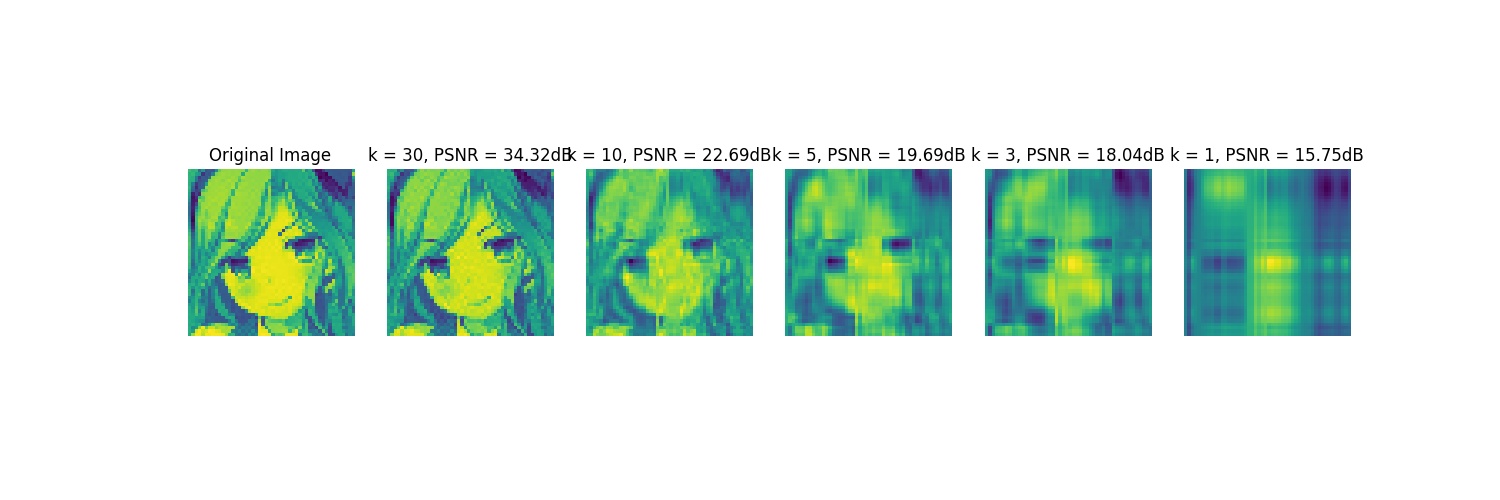 Original Image
k = 30, PSNR = 34.32dB
k = 10, PSNR = 22.69dB
k = 5, PSNR = 19.69dB
k = 3, PSNR = 18.04dB
k = 1, PSNR = 15.75dB